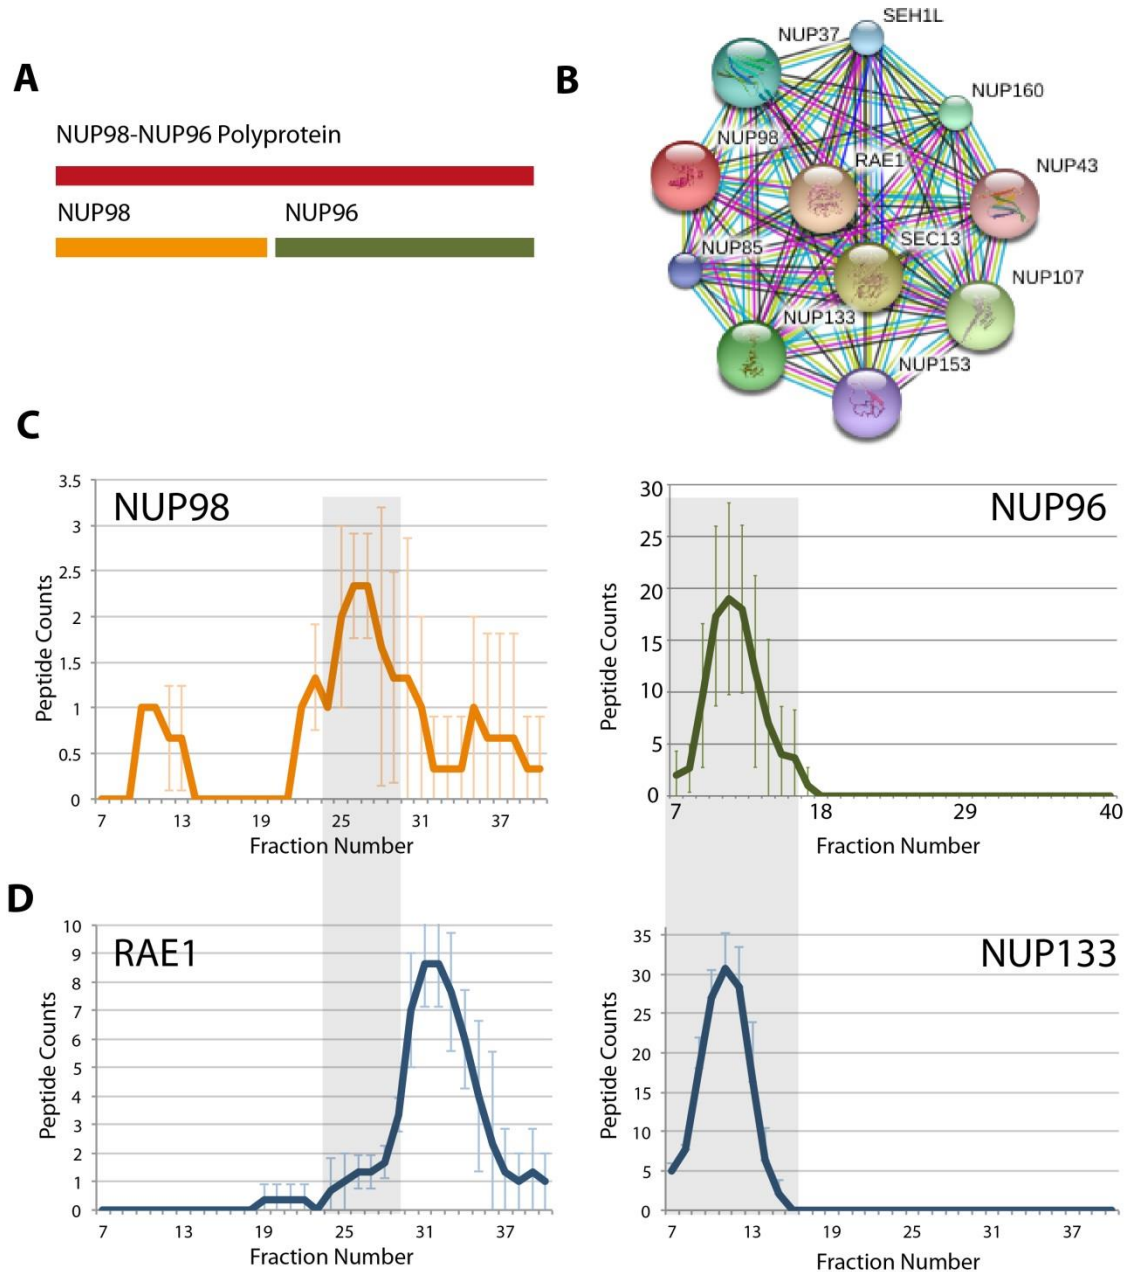 A
NUP98-NUP96 Polyprotein
NUP98
NUP96
B
SEH1L
NUP37
NUP160
NUP98
RAE1
NUP43
NUP85
SEC13
NUP107
NUP133
NUP153
C
NUP98
Peptide Counts
3.5
3
2.5
2
1.5
1
0.5
0
7 13 25 31 37
Fraction Number
NUP96
Peptide Counts
30
25
20
15
10
5
0
7 18 29 40
Fraction Number
D
RAE1
Peptide Counts
10
9
8
7
6
5
4
3
2
1
0
7 13 19 25 31 37
Fraction Number
NUP133
Peptide Counts
35
30
20
15
10
5
0
7 13 19 25 31 37
Fraction Number